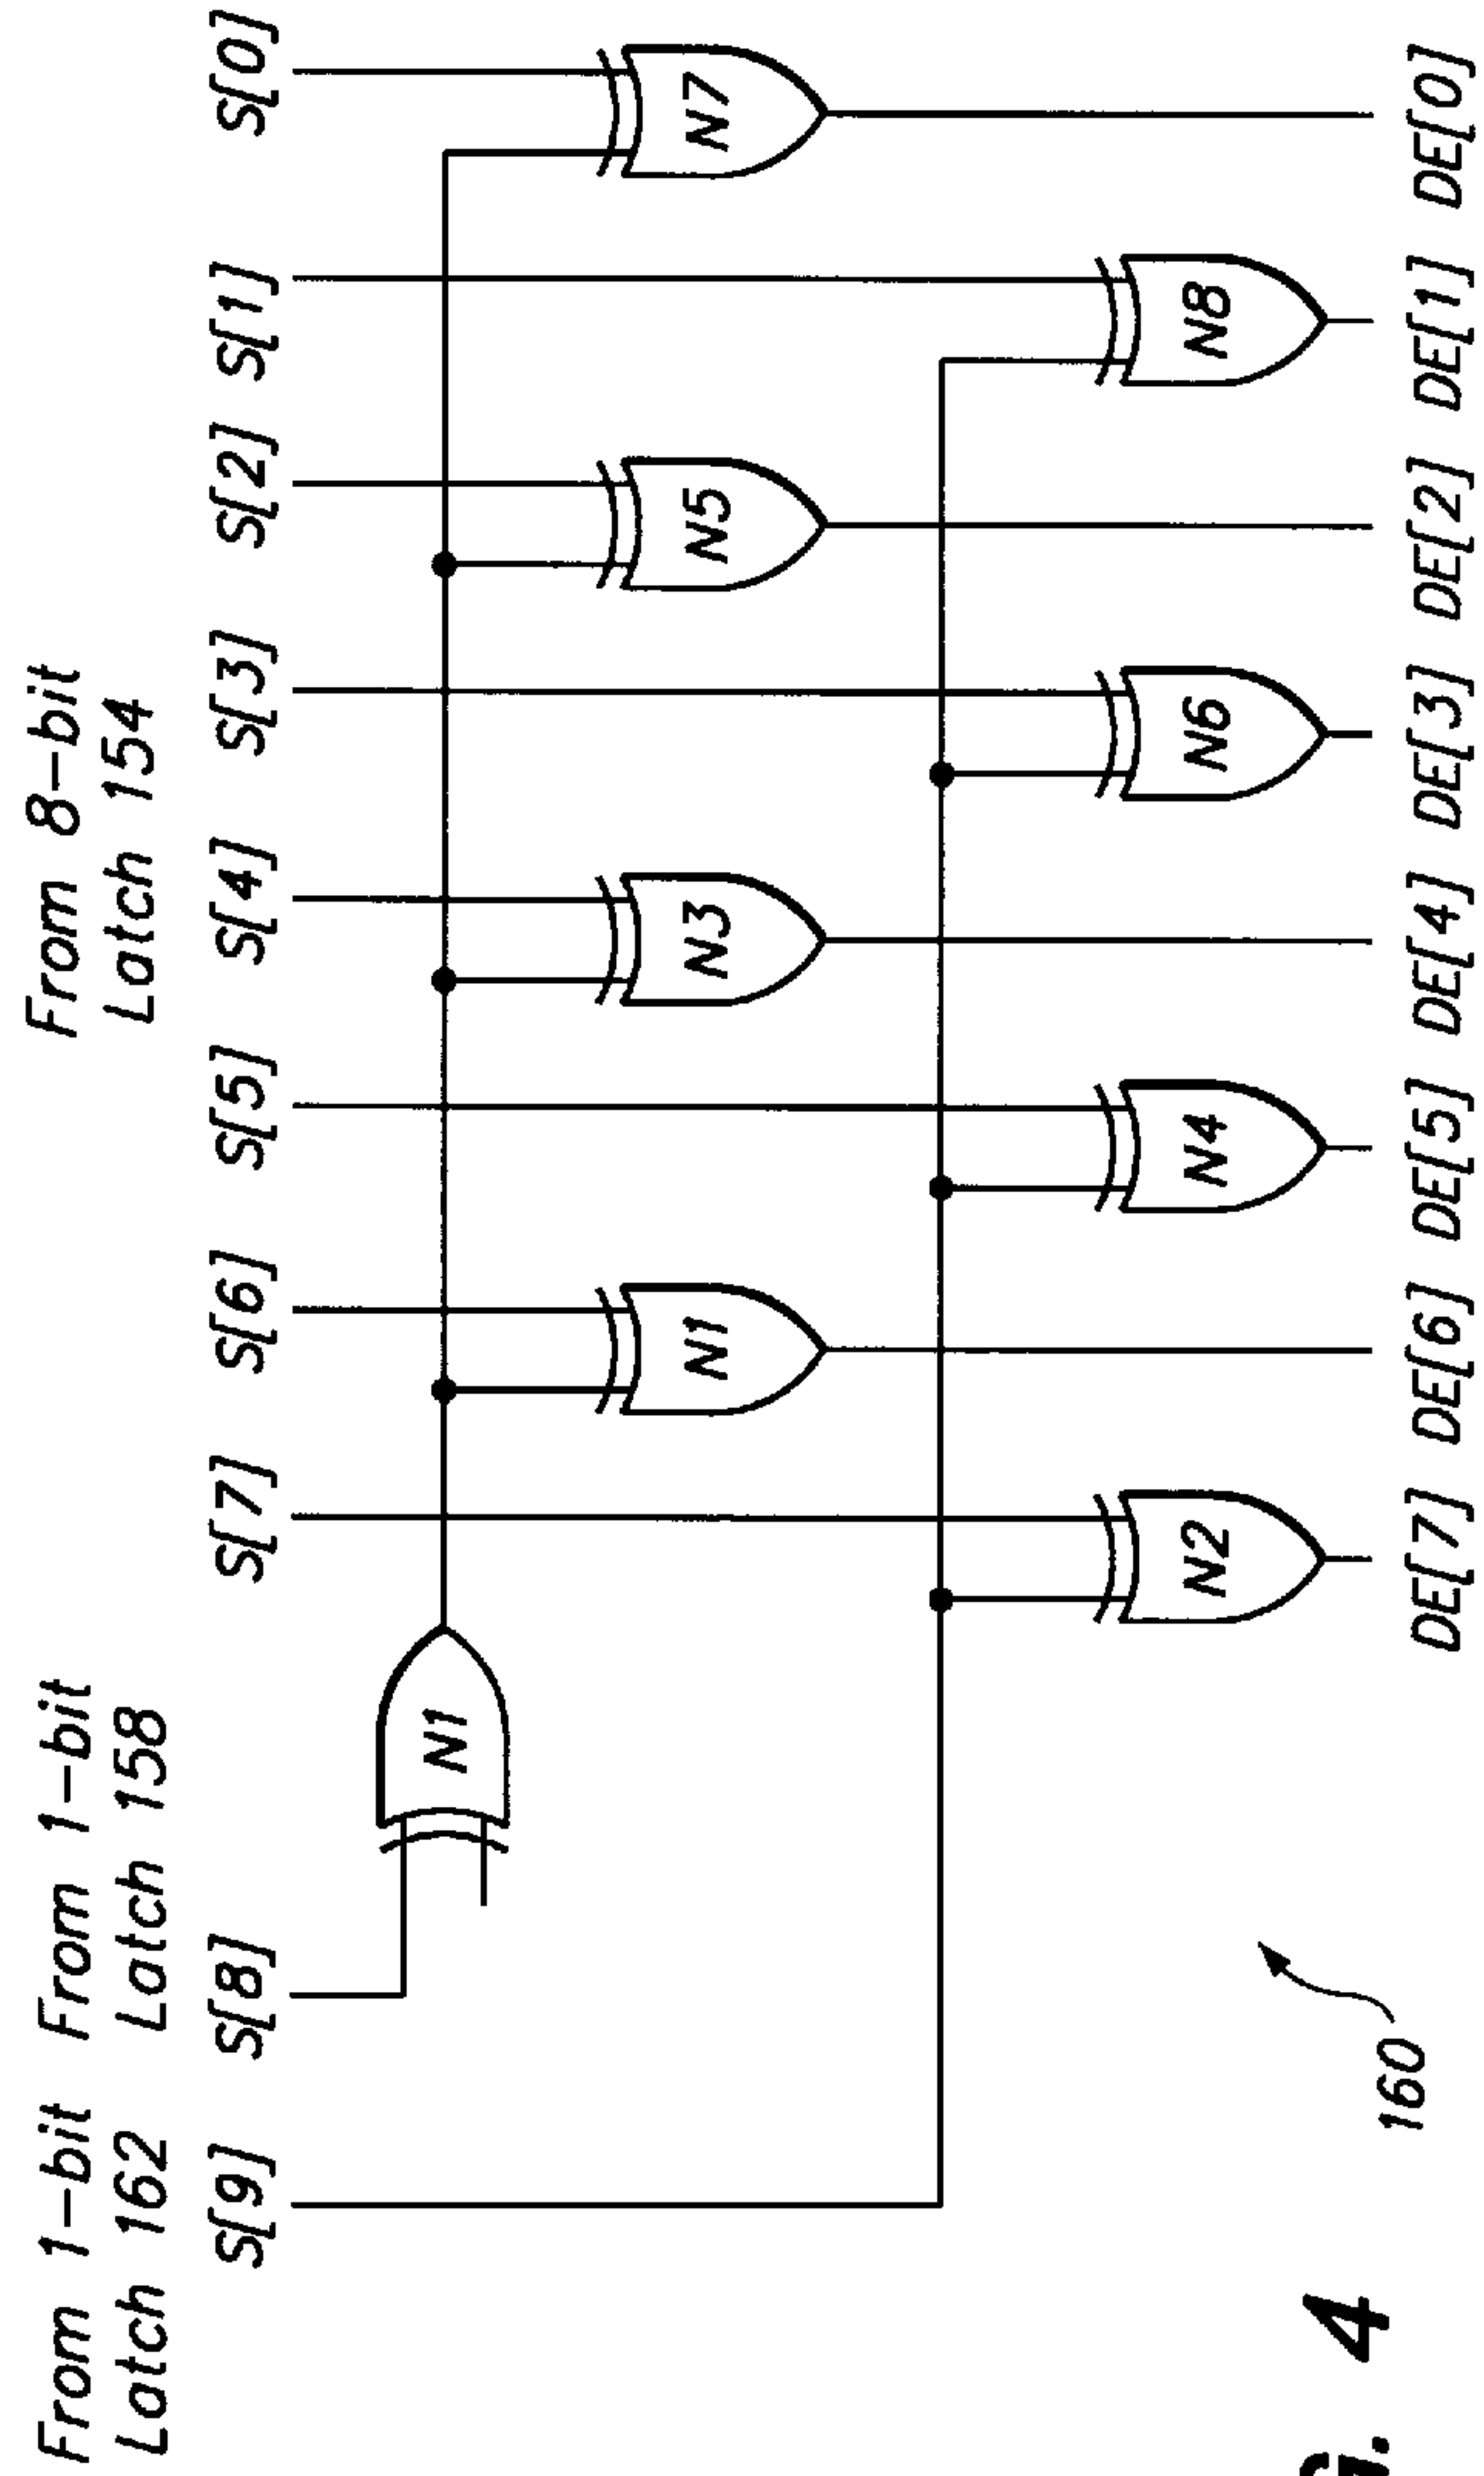 From 1-bit
Latch 162
From 1-bit
Latch 158
From 8-bit
Latch 154
S[9]
S[8]
S[7]
S[6]
S[5]
S[4]
S[3]
S[2]
S[1]
S[0]
N1
N1
N3
N5
N7
N2
N4
N6
N8
DE[7]
DE[6]
DE[5]
DE[4]
DE[3]
DE[2]
DE[1]
DE[0]
160
4